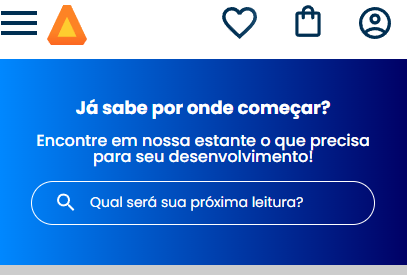 Já sabe por onde começar?
Encontre em nossa estante o que precisa
para seu desenvolvimento!
Qual será sua próxima leitura?